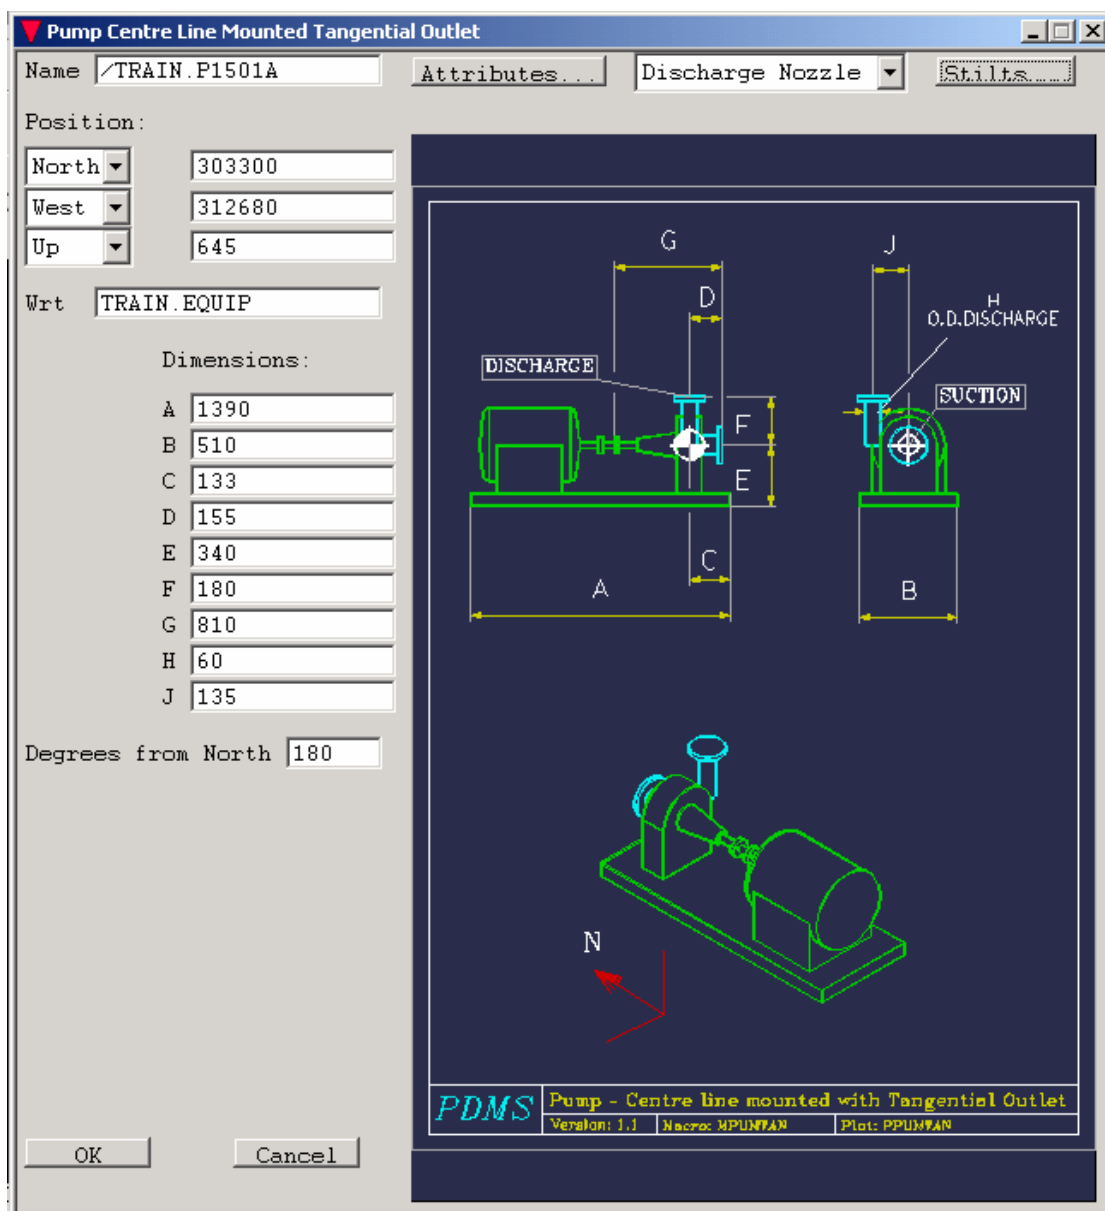 Pump Centre Line Mounted Tangential Outlet
Name /TRAIN.P1501A Attributes... Discharge Nozzle Stilts.....
Position:
North 303300
West 312680
Up 645
Wrt TRAIN.EQUIP
Dimensions:
A 1390
B 510
C 133
D 155
E 340
F 180
G 810
H 60
J 135
Degrees from North 180
OK Cancel
G
J
D
H
O.D.DISCHARGE
DISCHARGE
SUCTION
F
E
C
A
B
N
PDMS
Pump - Centre line mounted with Tangential Outlet
Version: 1.1 Macro: MPUMTAN Plot: PPUMTAN